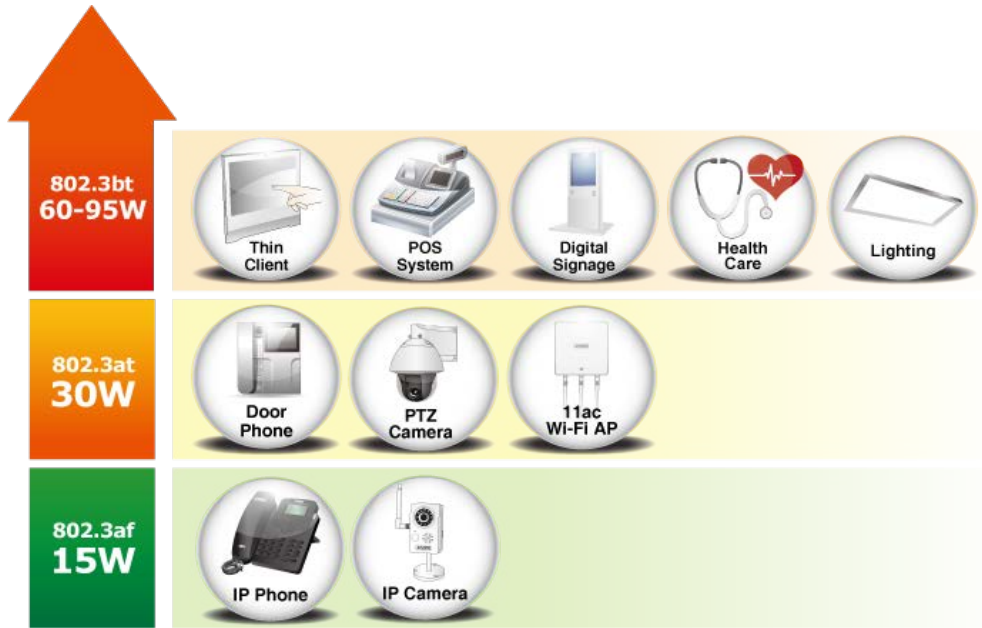 802.3bt
60-95W
Thin
Client
POS
System
Digital
Signage
Health
Care
Lighting
802.3at
30W
Door
Phone
PTZ
Camera
11ac
Wi-Fi AP
802.3af
15W
IP Phone
IP Camera